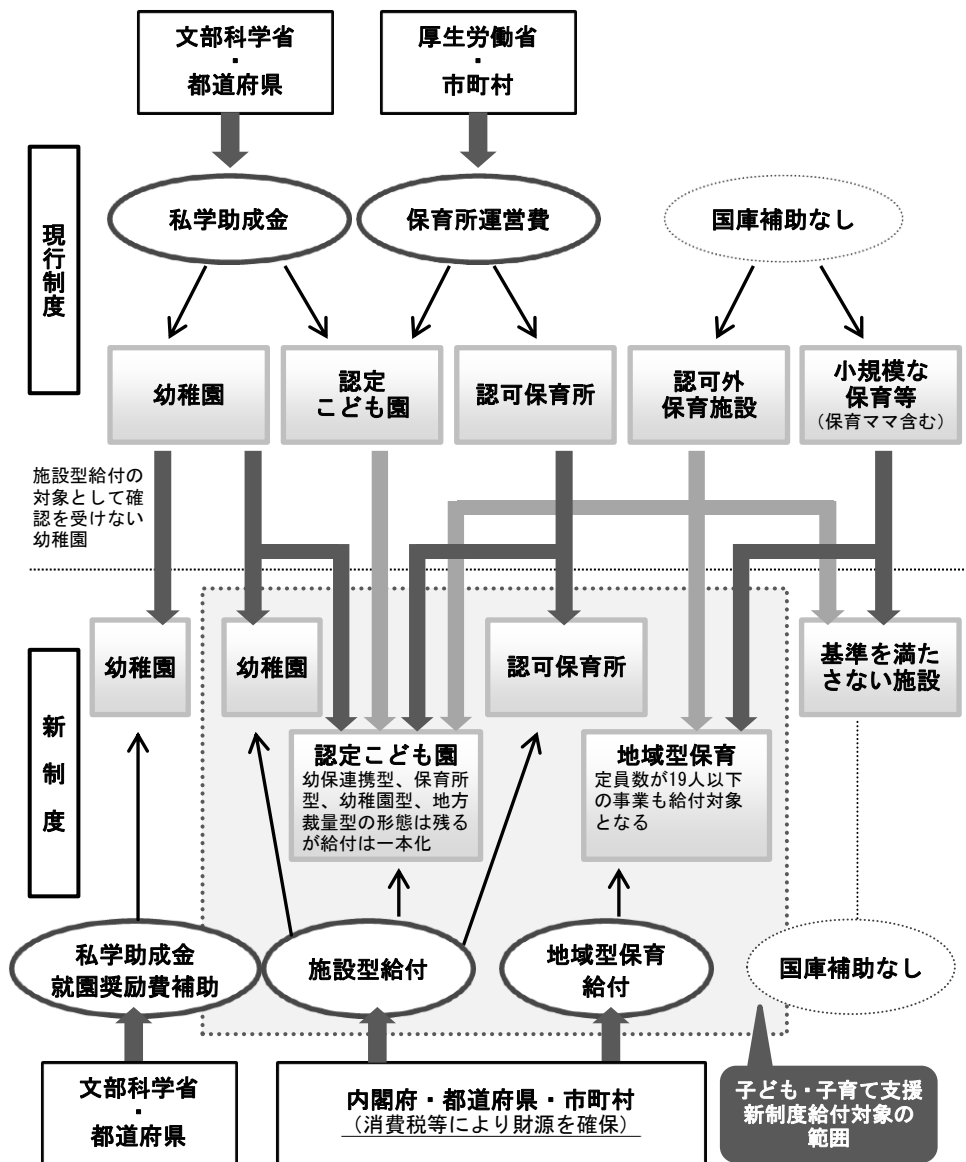 文部科学省
・
都道府県
厚生労働省
・
市町村
現行制度
私学助成金
保育所運営費
国庫補助なし
幼稚園
認定
こども園
認可保育所
認可外
保育施設
小規模な
保育等
（保育ママ含む）
施設型給付の
対象として確
認を受けない
幼稚園
新制度
幼稚園
幼稚園
認可保育所
基準を満た
さない施設
認定こども園
幼保連携型、保育所
型、幼稚園型、地方
裁量型の形態は残る
が給付は一本化
地域型保育
定員数が19人以下
の事業も給付対象
となる
私学助成金
就園奨励費補助
施設型給付
地域型保育
給付
国庫補助なし
文部科学省
・
都道府県
内閣府・都道府県・市町村
（消費税等により財源を確保）
子ども・子育て支援
新制度給付対象の
範囲